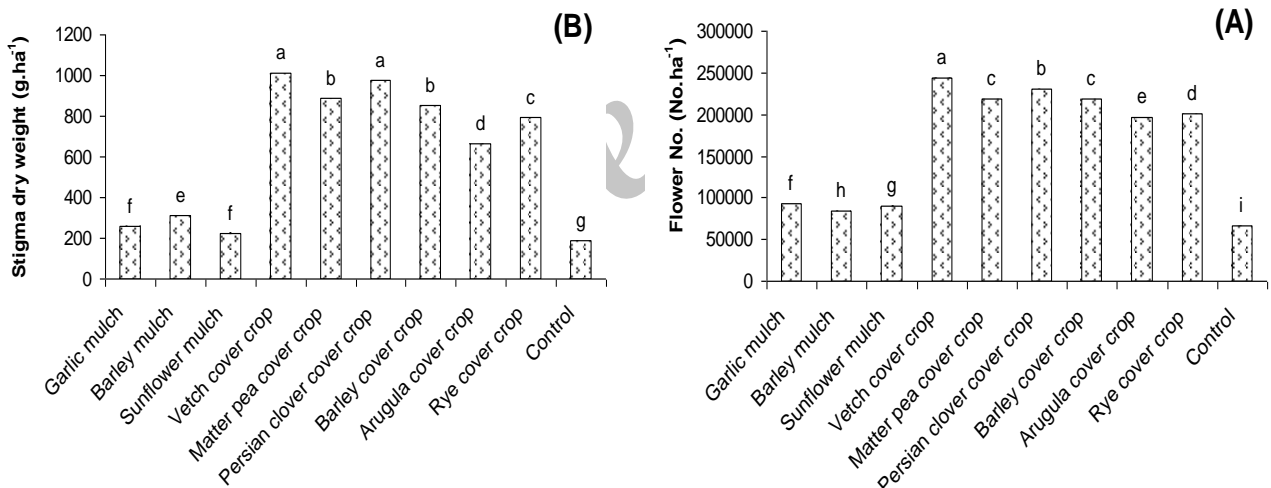 (B)
Stigma dry weight (g.ha-1)
1200
1000
800
600
400
200
0
a
b
a
b
c
d
f
e
f
g
Garlic mulch
Barley mulch
Sunflower mulch
Vetch cover crop
Matter pea cover crop
Persian clover cover crop
Barley cover crop
Arugula cover crop
Rye cover crop
Control
(A)
Flower No. (No.ha-1)
300000
250000
200000
150000
100000
50000
0
a
c
b
c
e
d
f
h
g
i
Garlic mulch
Barley mulch
Sunflower mulch
Vetch cover crop
Matter pea cover crop
Persian clover cover crop
Barley cover crop
Arugula cover crop
Rye cover crop
Control